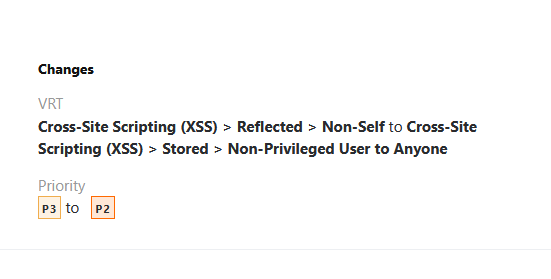 Changes
VRT
Cross-Site Scripting (XSS) > Reflected > Non-Self to Cross-Site
Scripting (XSS) > Stored > Non-Privileged User to Anyone
Priority
P3 to P2